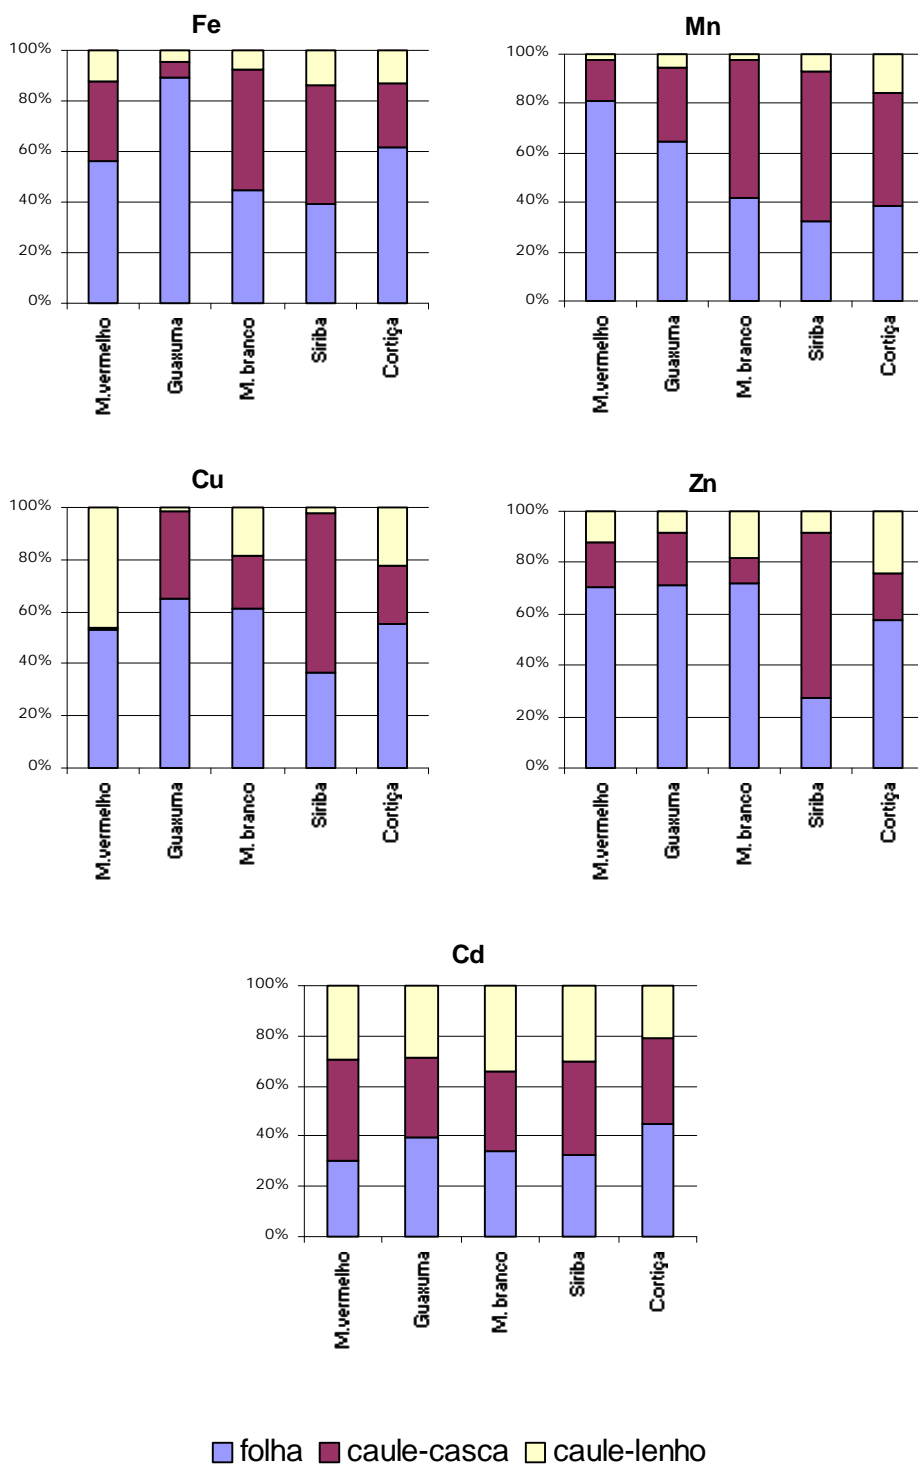 Fe
100%
80%
60%
40%
20%
0%
M.vermelho
Guaxuma
M. branco
Siriba
Cortiça
Mn
100%
80%
60%
40%
20%
0%
M.vermelho
Guaxuma
M. branco
Siriba
Cortiça
Cu
100%
80%
60%
40%
20%
0%
M.vermelho
Guaxuma
M. branco
Siriba
Cortiça
Zn
100%
80%
60%
40%
20%
0%
M.vermelho
Guaxuma
M. branco
Siriba
Cortiça
Cd
100%
80%
60%
40%
20%
0%
M.vermelho
Guaxuma
M. branco
Siriba
Cortiça
folha caule-casca caule-lenho